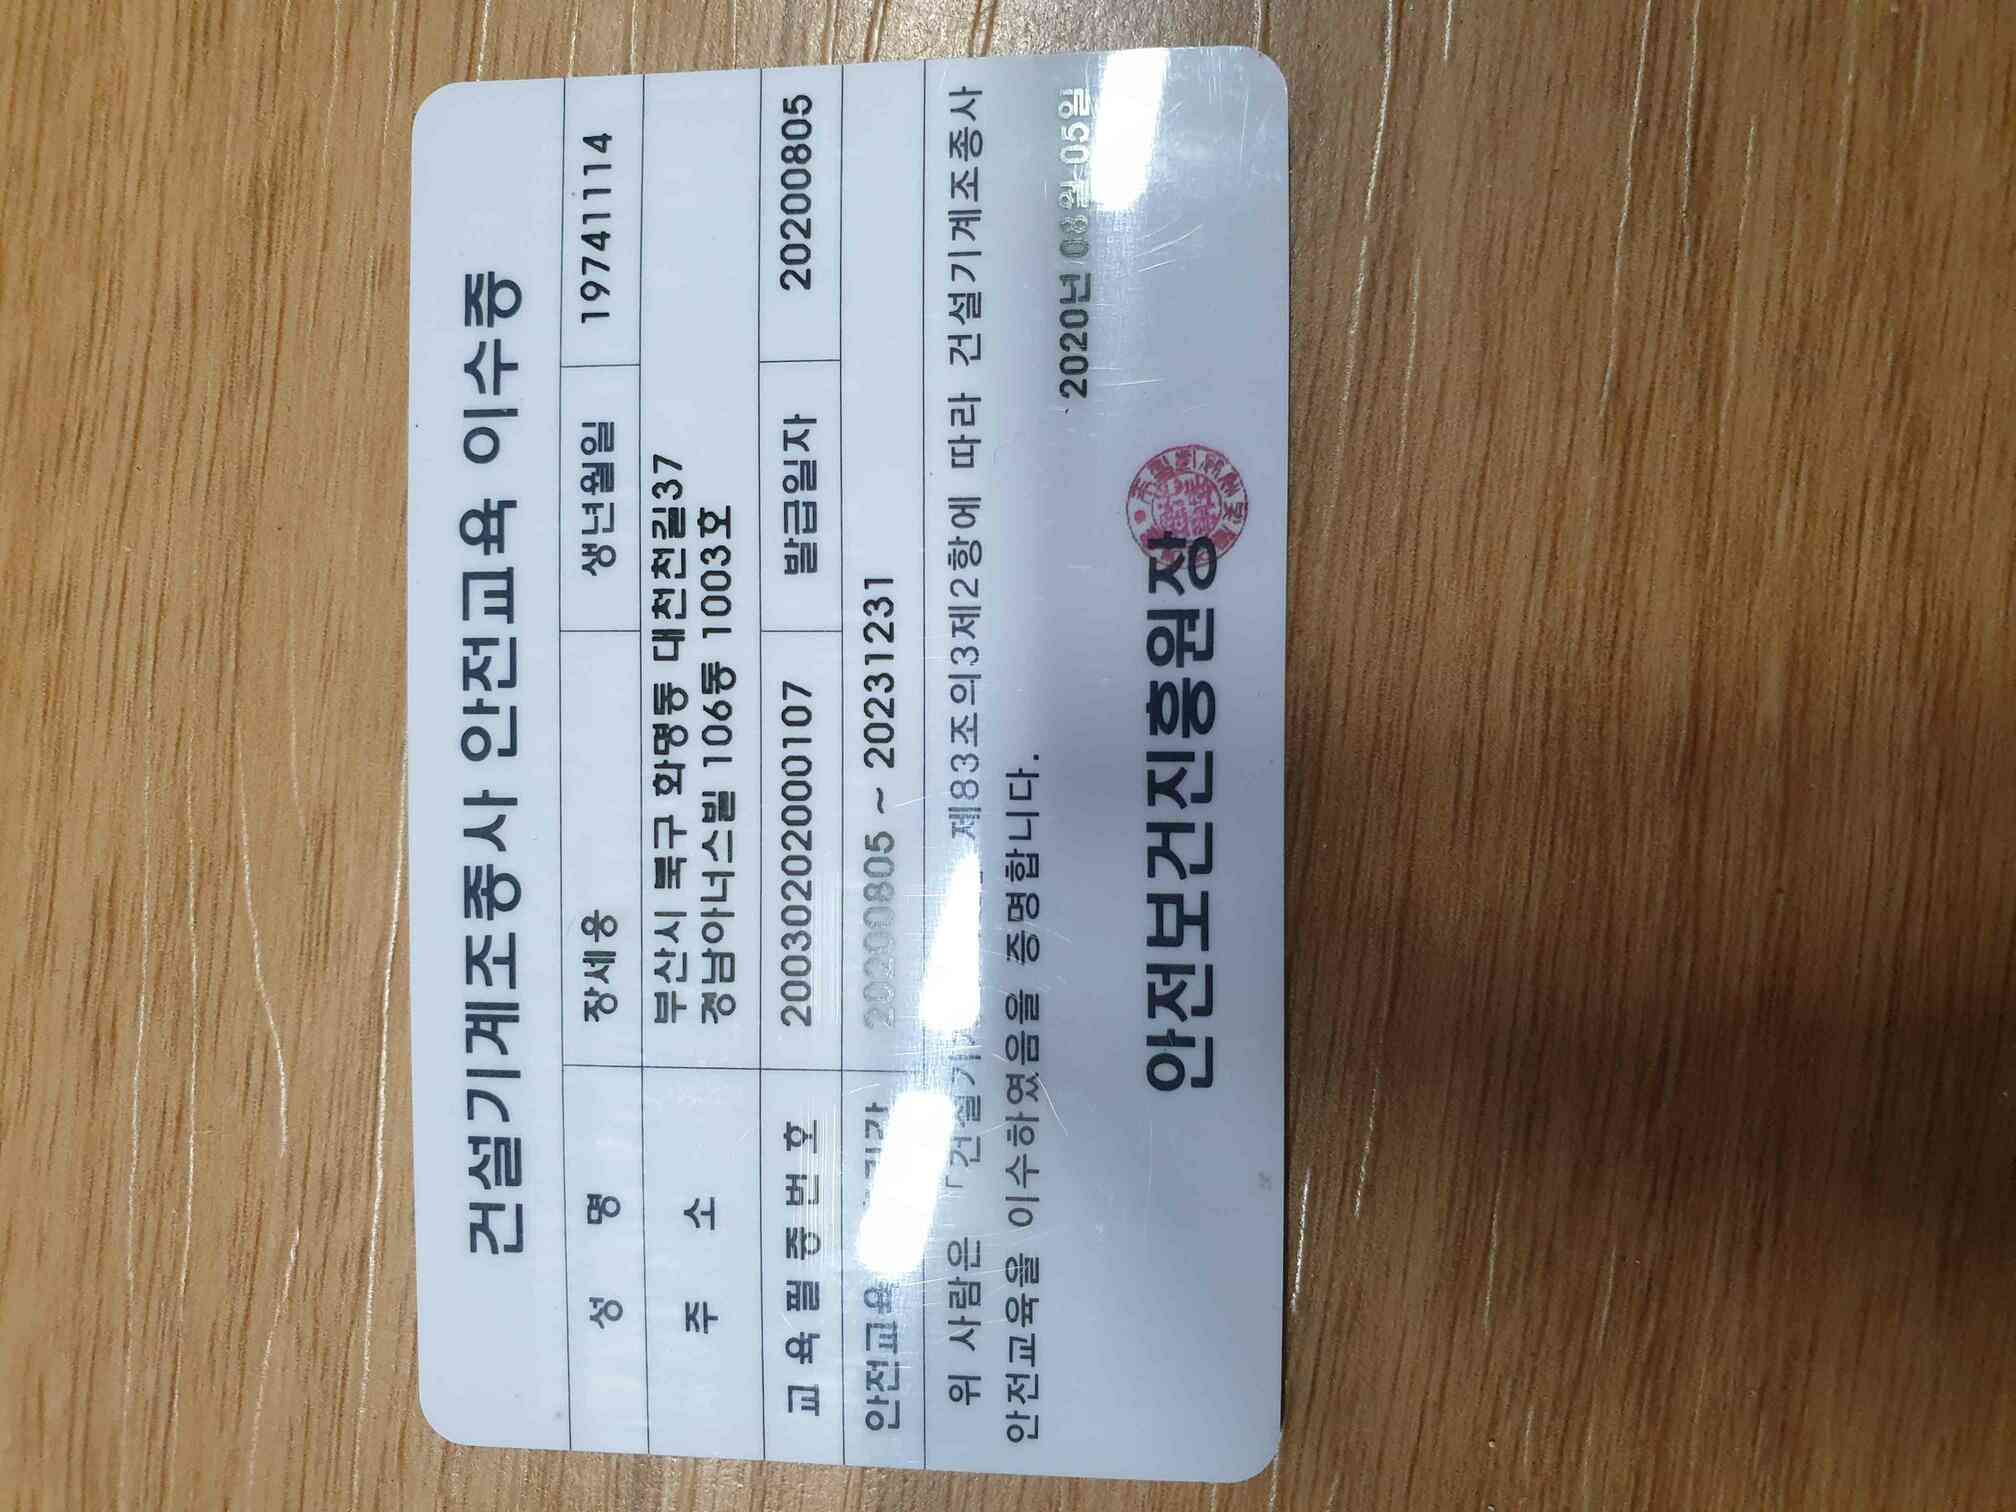 건설기계조종사 안전교육 이수증
성 명 장세용 생년월일 19741114
주 소 부산시 북구 화명동 대천천길37
경남아너스빌 106동 1003호
교육필증번호 2003020200​0107 발급일자 20200805
안전교육 20200805 ~ 20231231
위 사람은 「건설기 제83조의3제2항에 따라 건설기계조종사
안전교육을 이수하였음을 증명합니다.
2020년 08월 05일
안전보건진흥원장